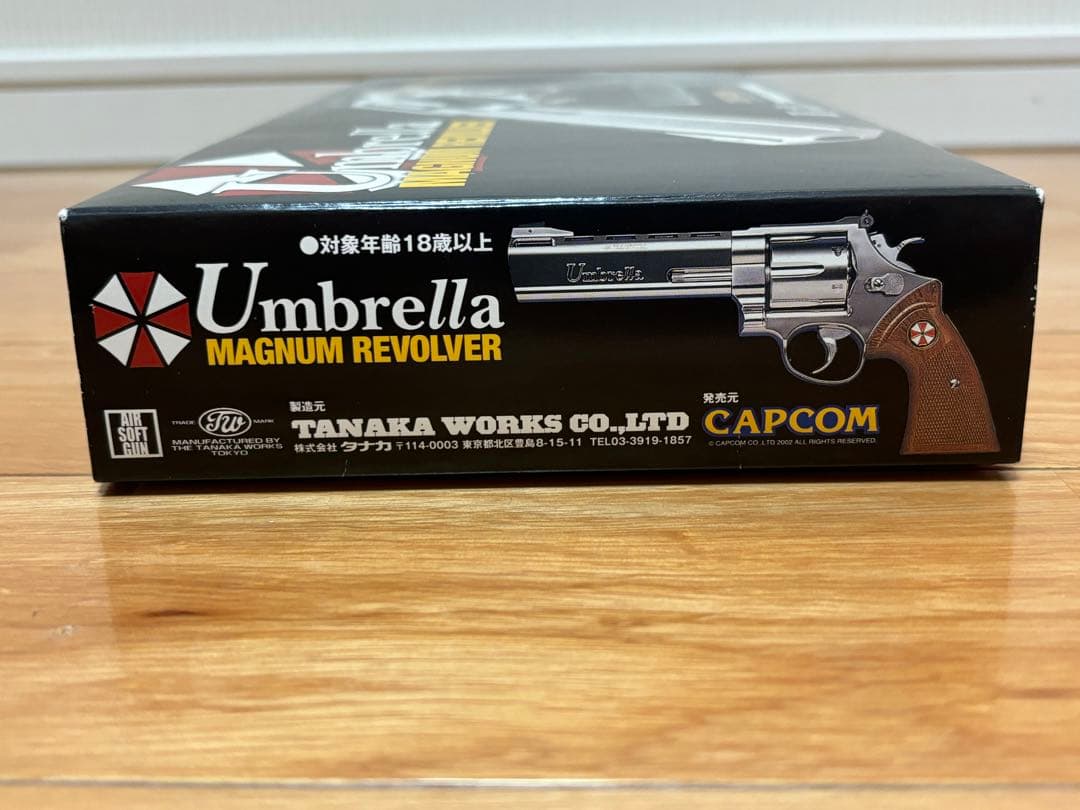 Umbrella
MAGNUM REVOLVER
●対象年齢18歳以上
Umbrella
MAGNUM REVOLVER
Umbrella
AIR
SOFT
GUN
TRADE TW MARK
MANUFACTURED BY
THE TANAKA WORKS
TOKYO
製造元
TANAKA WORKS CO.,LTD
株式会社 タナカ 〒114-0003 東京都北区豊島8-15-11 TEL03-3919-1857
発売元
CAPCOM
© CAPCOM CO.,LTD 2002 ALL RIGHTS RESERVED.